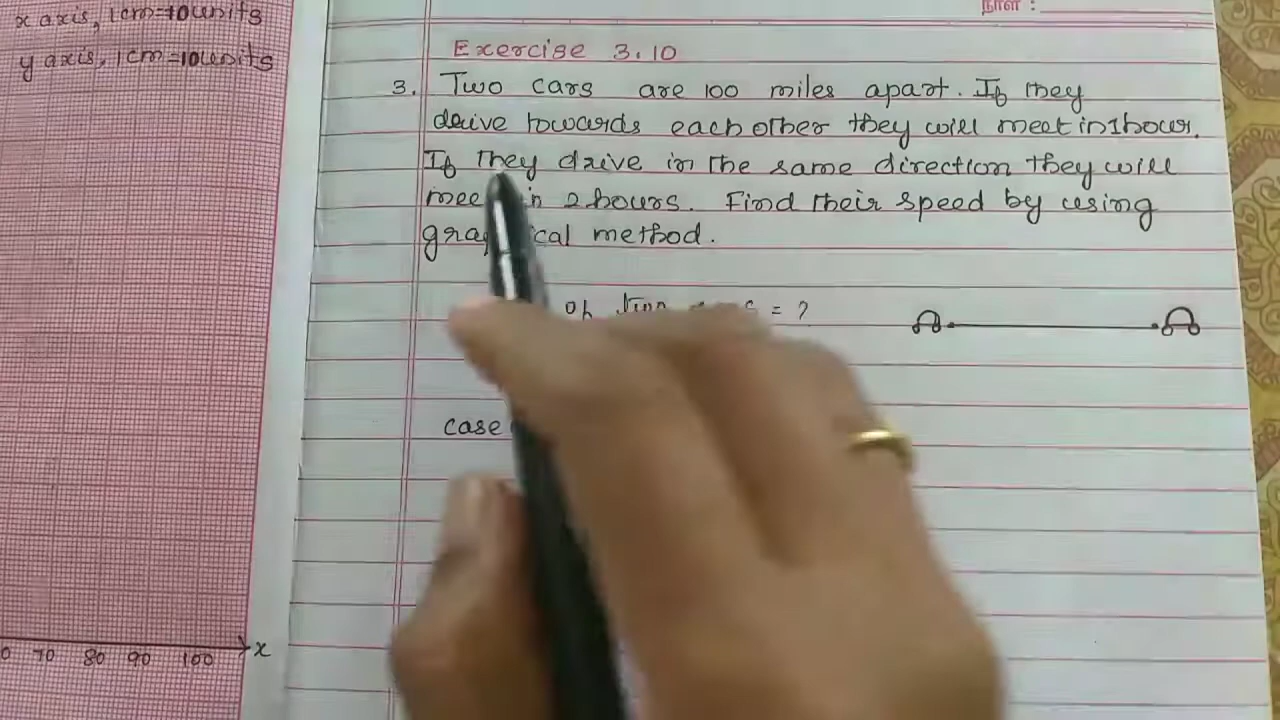 x axis, 1cm=10units
y axis, 1cm=10units
நாள் :
Exercise 3.10
3. Two cars are 100 miles apart. If they
drive towards each other they will meet in 1 hour.
If they drive in the same direction they will
in 2 hours. Find their speed by using
method.
of two = ?
case
70 80 90 100 x